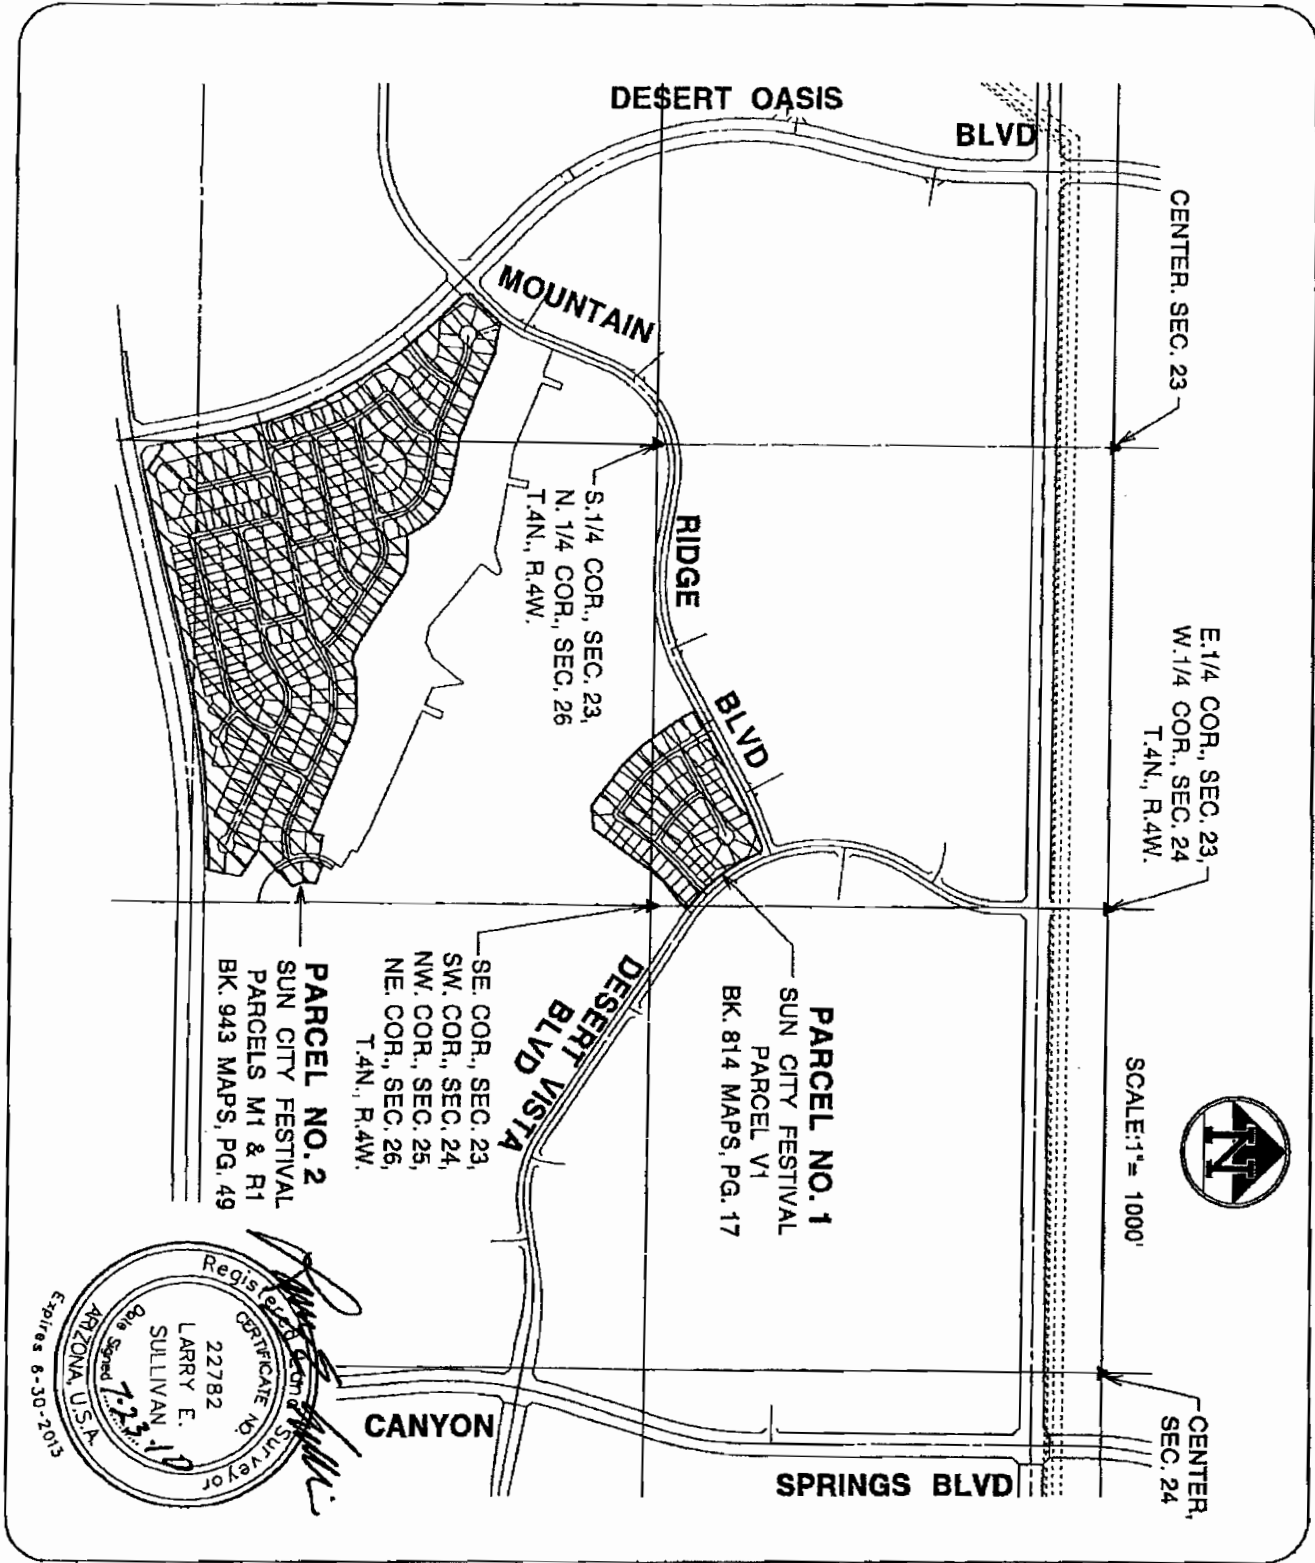 DESERT OASIS
BLVD
CENTER. SEC. 23
MOUNTAIN
RIDGE
BLVD
S.1/4 COR., SEC. 23,
N. 1/4 COR., SEC. 26
T.4N., R.4W.
E.1/4 COR., SEC. 23,
W.1/4 COR., SEC. 24
T.4N., R.4W.
SCALE:1"= 1000'
N
PARCEL NO. 1
SUN CITY FESTIVAL
PARCEL V1
BK. 814 MAPS, PG. 17
DESERT VISTA
BLVD
SE. COR., SEC. 23,
SW. COR., SEC. 24,
NW. COR., SEC. 25,
NE. COR., SEC. 26,
T.4N., R.4W.
PARCEL NO. 2
SUN CITY FESTIVAL
PARCELS M1 & R1
BK. 943 MAPS, PG. 49
CENTER,
SEC. 24
CANYON
SPRINGS BLVD
Registered Land Surveyor
CERTIFICATE NO.
22782
LARRY E.
SULLIVAN
Date Signed 7-23-10
ARIZONA, U.S.A.
Expires 6-30-2013